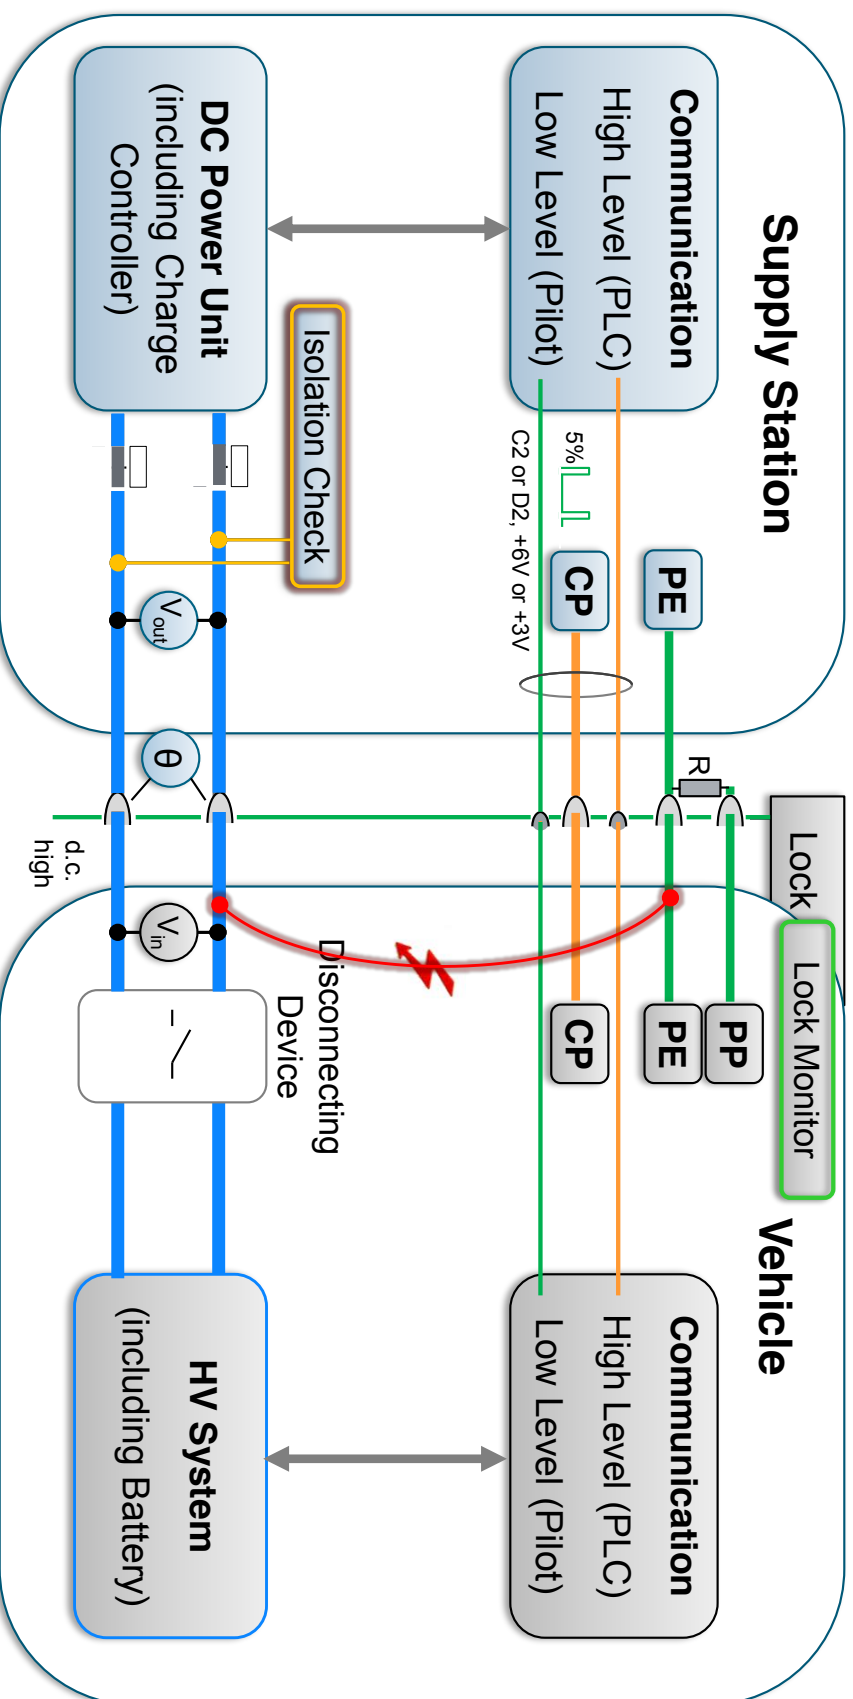 Supply Station
Communication
High Level (PLC)
Low Level (Pilot)
DC Power Unit
(including Charge
Controller)
Isolation Check
5%
C2 or D2, +6V or +3V
PE
CP
Vout
θ
R
Lock
Lock Monitor
d.c.
high
Vin
Disconnecting
Device
PP
PE
CP
Vehicle
Communication
High Level (PLC)
Low Level (Pilot)
HV System
(including Battery)